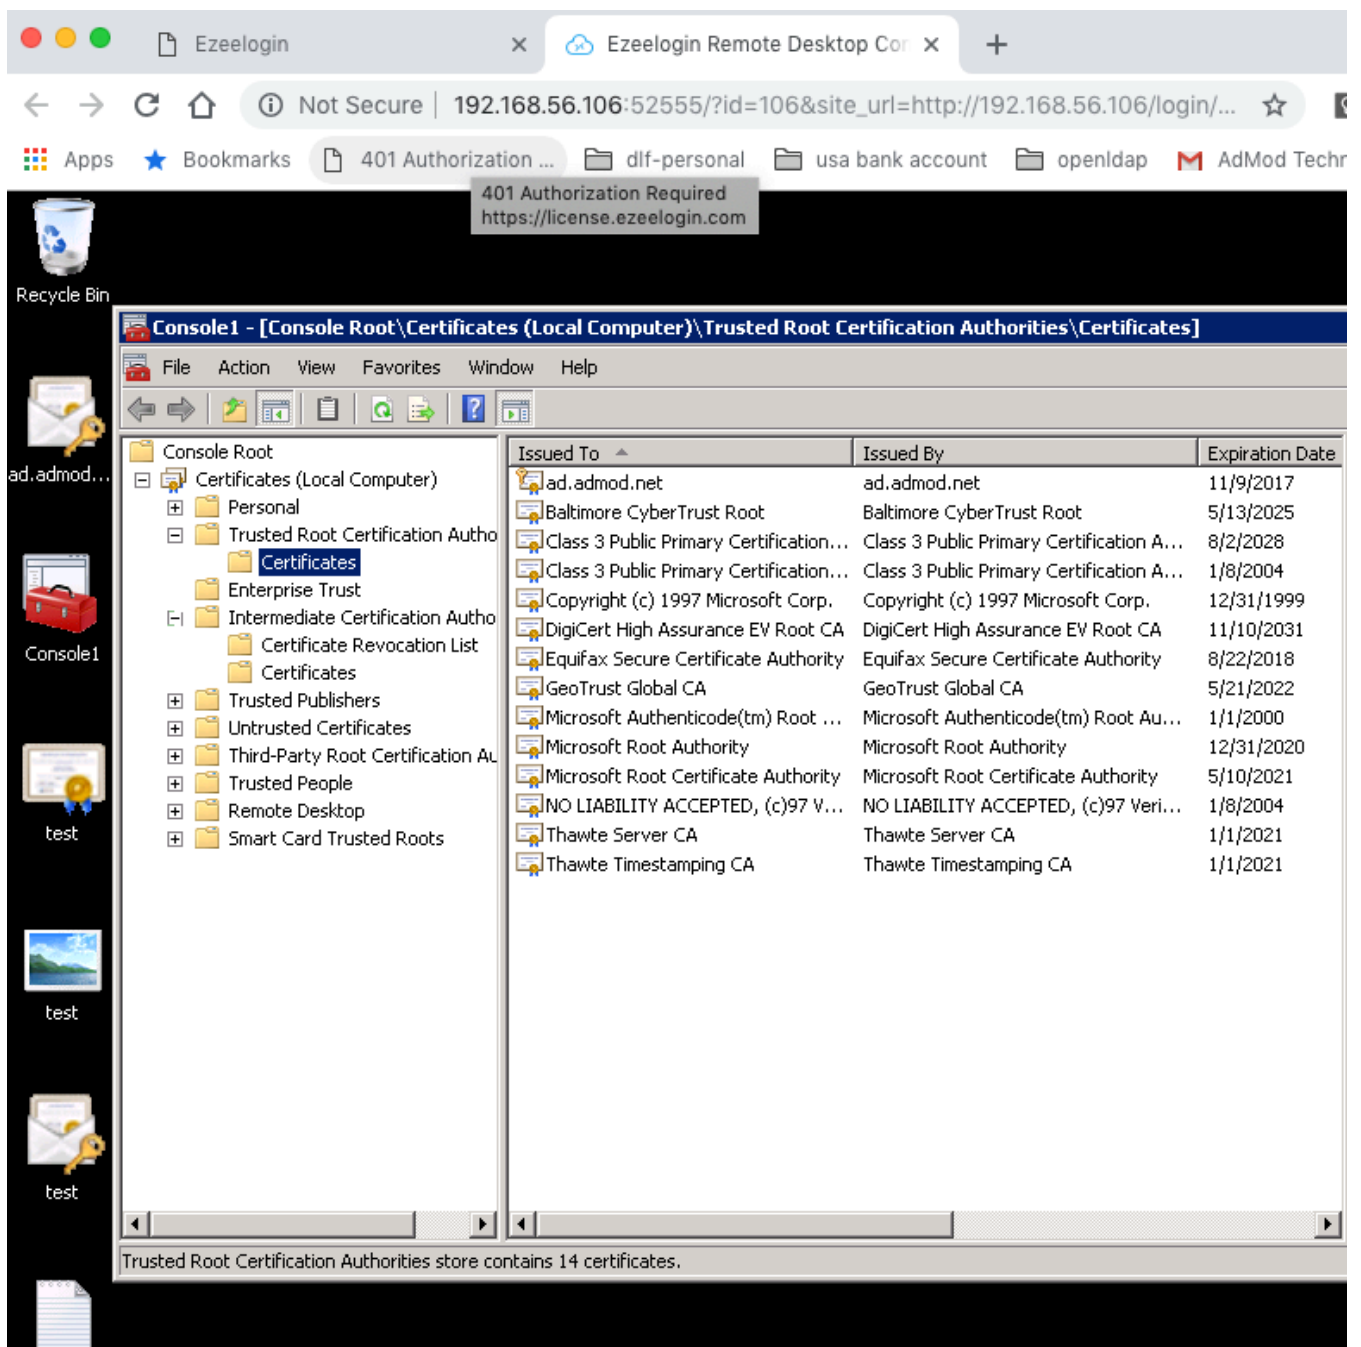 Ezeelogin
Ezeelogin Remote Desktop Cor
Not Secure | 192.168.56.106:52555/?id=106&site_url=http://192.168.56.106/login/...
Apps Bookmarks 401 Authorization ... dlf-personal usa bank account openldap AdMod Techn
401 Authorization Required
https://license.ezeelogin.com
Recycle Bin
ad.admod...
Console1
test
test
test
Console1 - [Console Root\Certificates (Local Computer)\Trusted Root Certification Authorities\Certificates]
File Action View Favorites Window Help
Console Root
Certificates (Local Computer)
Personal
Trusted Root Certification Autho
Certificates
Enterprise Trust
Intermediate Certification Autho
Certificate Revocation List
Certificates
Trusted Publishers
Untrusted Certificates
Third-Party Root Certification Au
Trusted People
Remote Desktop
Smart Card Trusted Roots
Issued To Issued By Expiration Date
ad.admod.net ad.admod.net 11/9/2017
Baltimore CyberTrust Root Baltimore CyberTrust Root 5/13/2025
Class 3 Public Primary Certification... Class 3 Public Primary Certification A... 8/2/2028
Class 3 Public Primary Certification... Class 3 Public Primary Certification A... 1/8/2004
Copyright (c) 1997 Microsoft Corp. Copyright (c) 1997 Microsoft Corp. 12/31/1999
DigiCert High Assurance EV Root CA DigiCert High Assurance EV Root CA 11/10/2031
Equifax Secure Certificate Authority Equifax Secure Certificate Authority 8/22/2018
GeoTrust Global CA GeoTrust Global CA 5/21/2022
Microsoft Authenticode(tm) Root ... Microsoft Authenticode(tm) Root Au... 1/1/2000
Microsoft Root Authority Microsoft Root Authority 12/31/2020
Microsoft Root Certificate Authority Microsoft Root Certificate Authority 5/10/2021
NO LIABILITY ACCEPTED, (c)97 V... NO LIABILITY ACCEPTED, (c)97 Veri... 1/8/2004
Thawte Server CA Thawte Server CA 1/1/2021
Thawte Timestamping CA Thawte Timestamping CA 1/1/2021
Trusted Root Certification Authorities store contains 14 certificates.